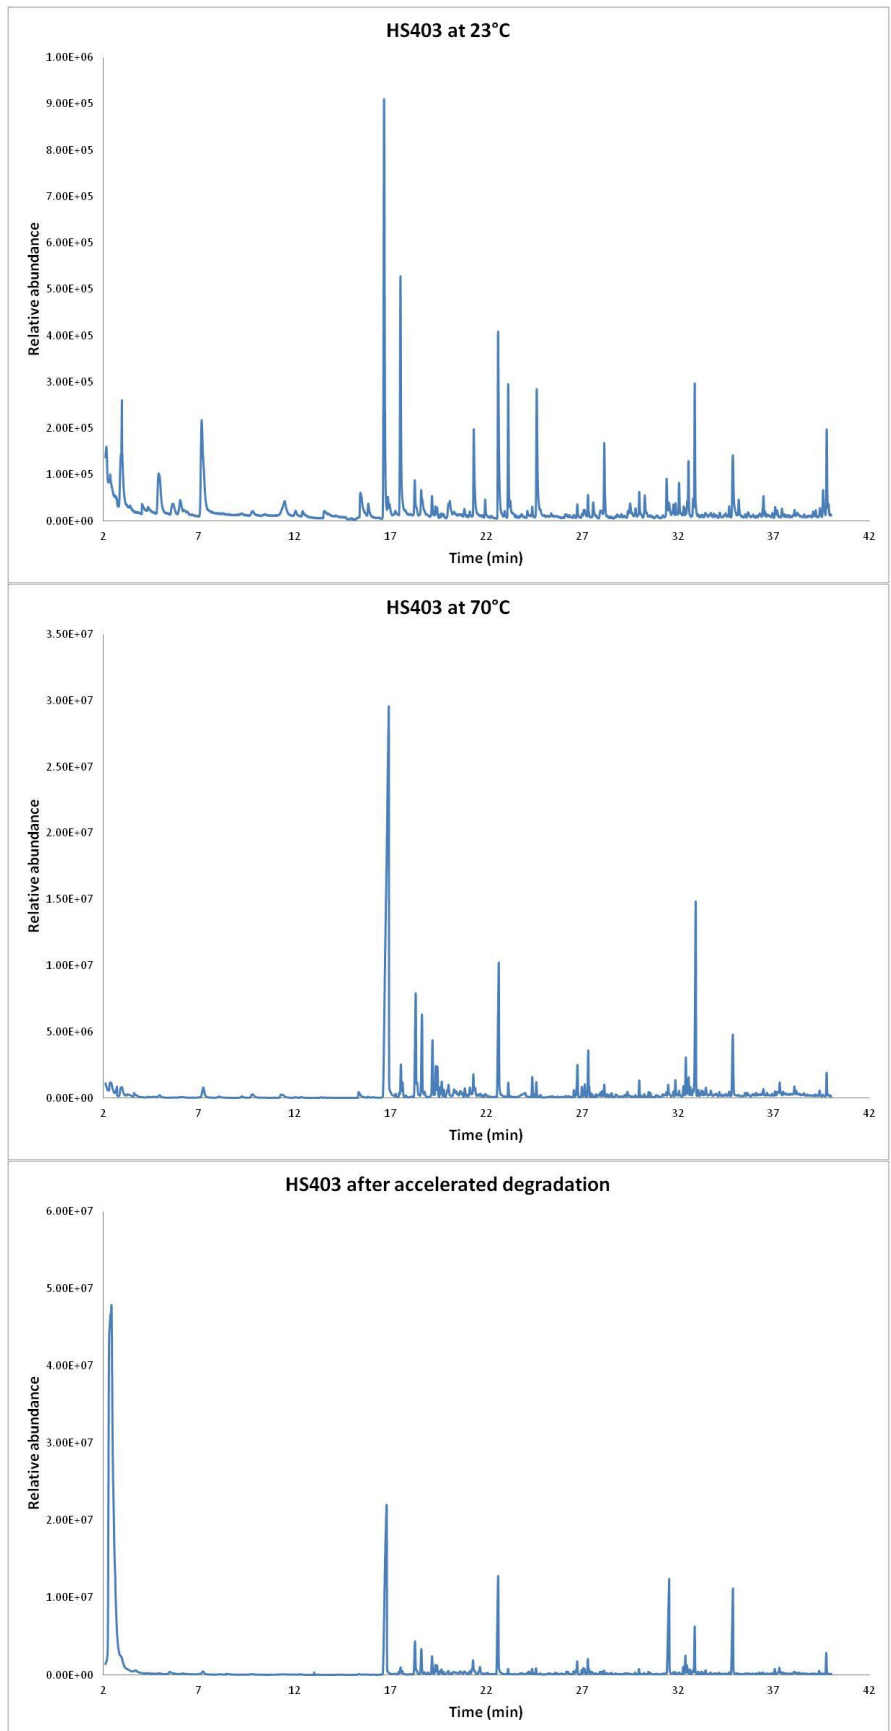 HS403 at 23°C
1.00E+06
9.00E+05
8.00E+05
7.00E+05
6.00E+05
5.00E+05
4.00E+05
3.00E+05
2.00E+05
1.00E+05
0.00E+00
Relative abundance
2 7 12 17 22 27 32 37 42
Time (min)
HS403 at 70°C
3.50E+07
3.00E+07
2.50E+07
2.00E+07
1.50E+07
1.00E+07
5.00E+06
0.00E+00
Relative abundance
2 7 12 17 22 27 32 37 42
Time (min)
HS403 after accelerated degradation
6.00E+07
5.00E+07
4.00E+07
3.00E+07
2.00E+07
1.00E+07
0.00E+00
Relative abundance
2 7 12 17 22 27 32 37 42
Time (min)